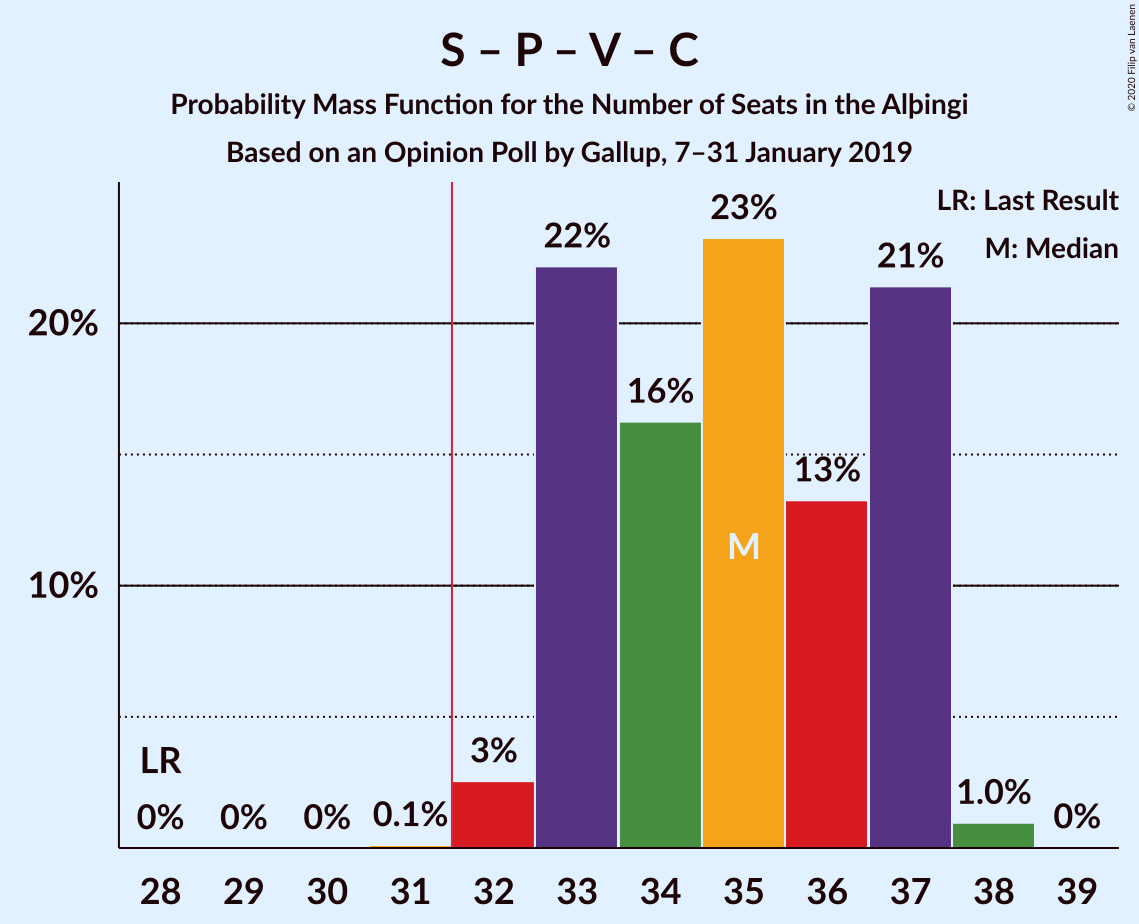 S – P – V – C
Probability Mass Function for the Number of Seats in the Alþingi
Based on an Opinion Poll by Gallup, 7–31 January 2019
© 2020 Filip van Laenen
LR: Last Result
M: Median
20%
10%
LR
0%
0%
0%
0.1%
3%
22%
16%
23%
M
13%
21%
1.0%
0%
28 29 30 31 32 33 34 35 36 37 38 39